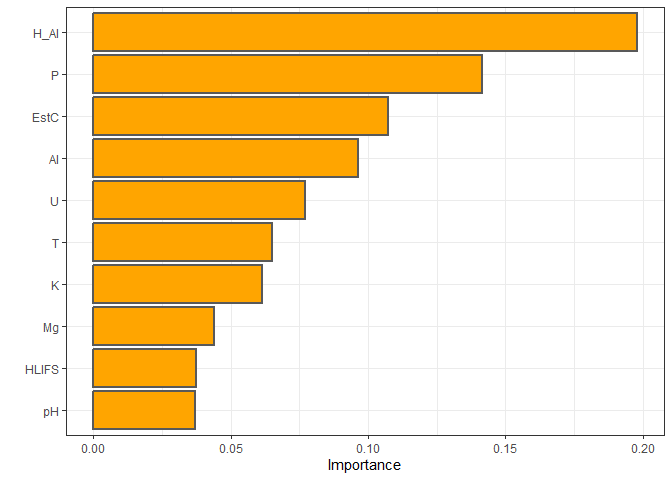 H_Al
P
EstC
Al
U
T
K
Mg
HLIFS
pH
0.00 0.05 0.10 0.15 0.20
Importance